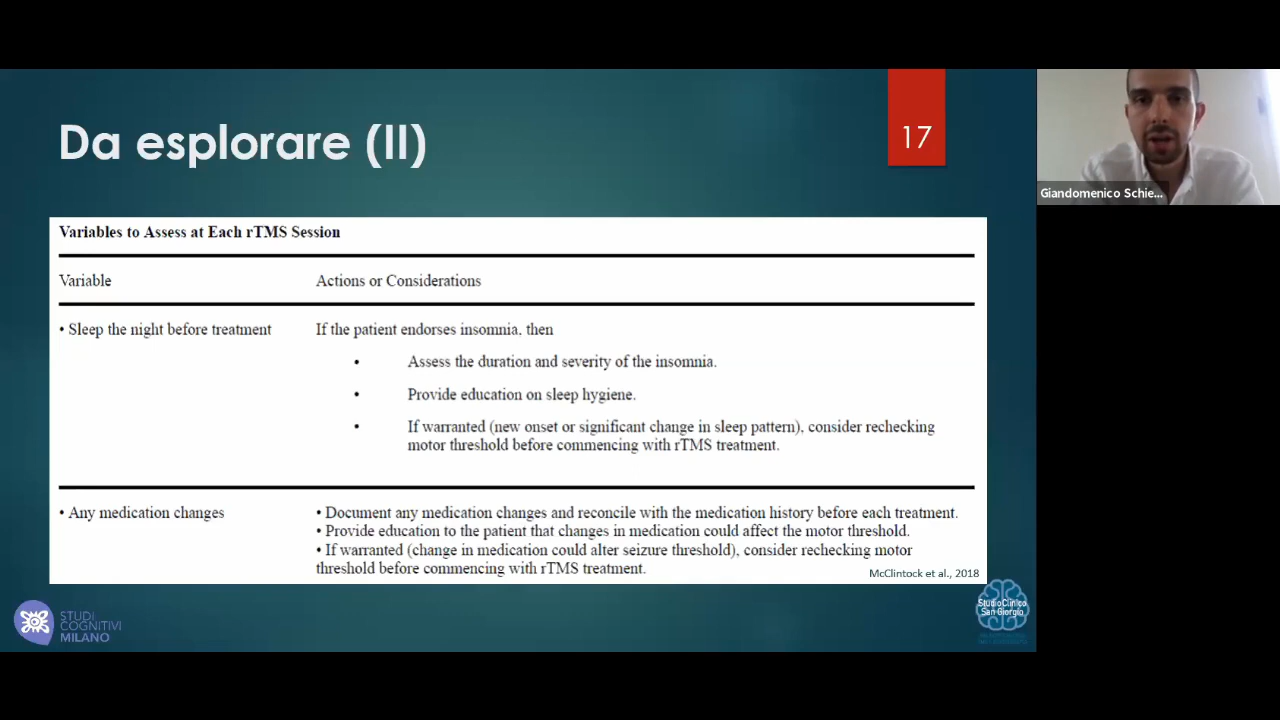 Da esplorare (II)
17
Giandomenico Schie...
Variables to Assess at Each rTMS Session
Variable Actions or Considerations
• Sleep the night before treatment If the patient endorses insomnia, then
• Assess the duration and severity of the insomnia.
• Provide education on sleep hygiene.
• If warranted (new onset or significant change in sleep pattern), consider rechecking
motor threshold before commencing with rTMS treatment.
• Any medication changes • Document any medication changes and reconcile with the medication history before each treatment.
• Provide education to the patient that changes in medication could affect the motor threshold.
• If warranted (change in medication could alter seizure threshold), consider rechecking motor
threshold before commencing with rTMS treatment.
McClintock et al., 2018
STUDI
COGNITIVI
MILANO
StudioClinico
San Giorgio